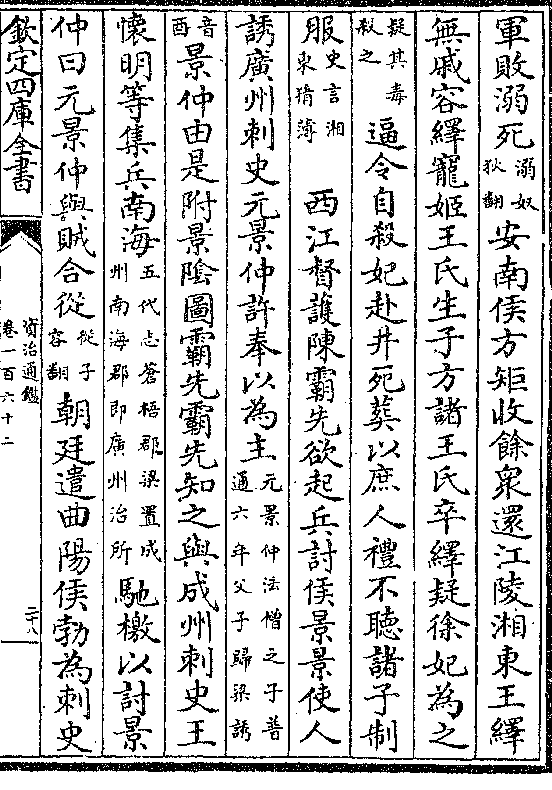 軍敗溺死溺奴狄翻安南侯方矩收餘衆還江陵湘東王繹
無戚容繹寵姬王氏生子方諸王氏卒繹疑徐妃為之
疑其毒殺之逼令自殺妃赴井死葬以庶人禮不聽諸子制
服史言湘東猜薄 西江督護陳霸先欲起兵討侯景景使人
誘廣州刺史元景仲許奉以為主元景仲法僧之子普通六年父子歸梁誘
音酉景仲由是附景陰圖霸先霸先知之與成州刺史王
懷明等集兵南海五代志蒼梧郡梁置成州南海郡即廣州治所馳檄以討景
仲曰元景仲與賊合從從子容翻朝廷遣曲陽侯勃為刺史
欽定四庫全書
資治通鑑
卷一百六十二
二十八